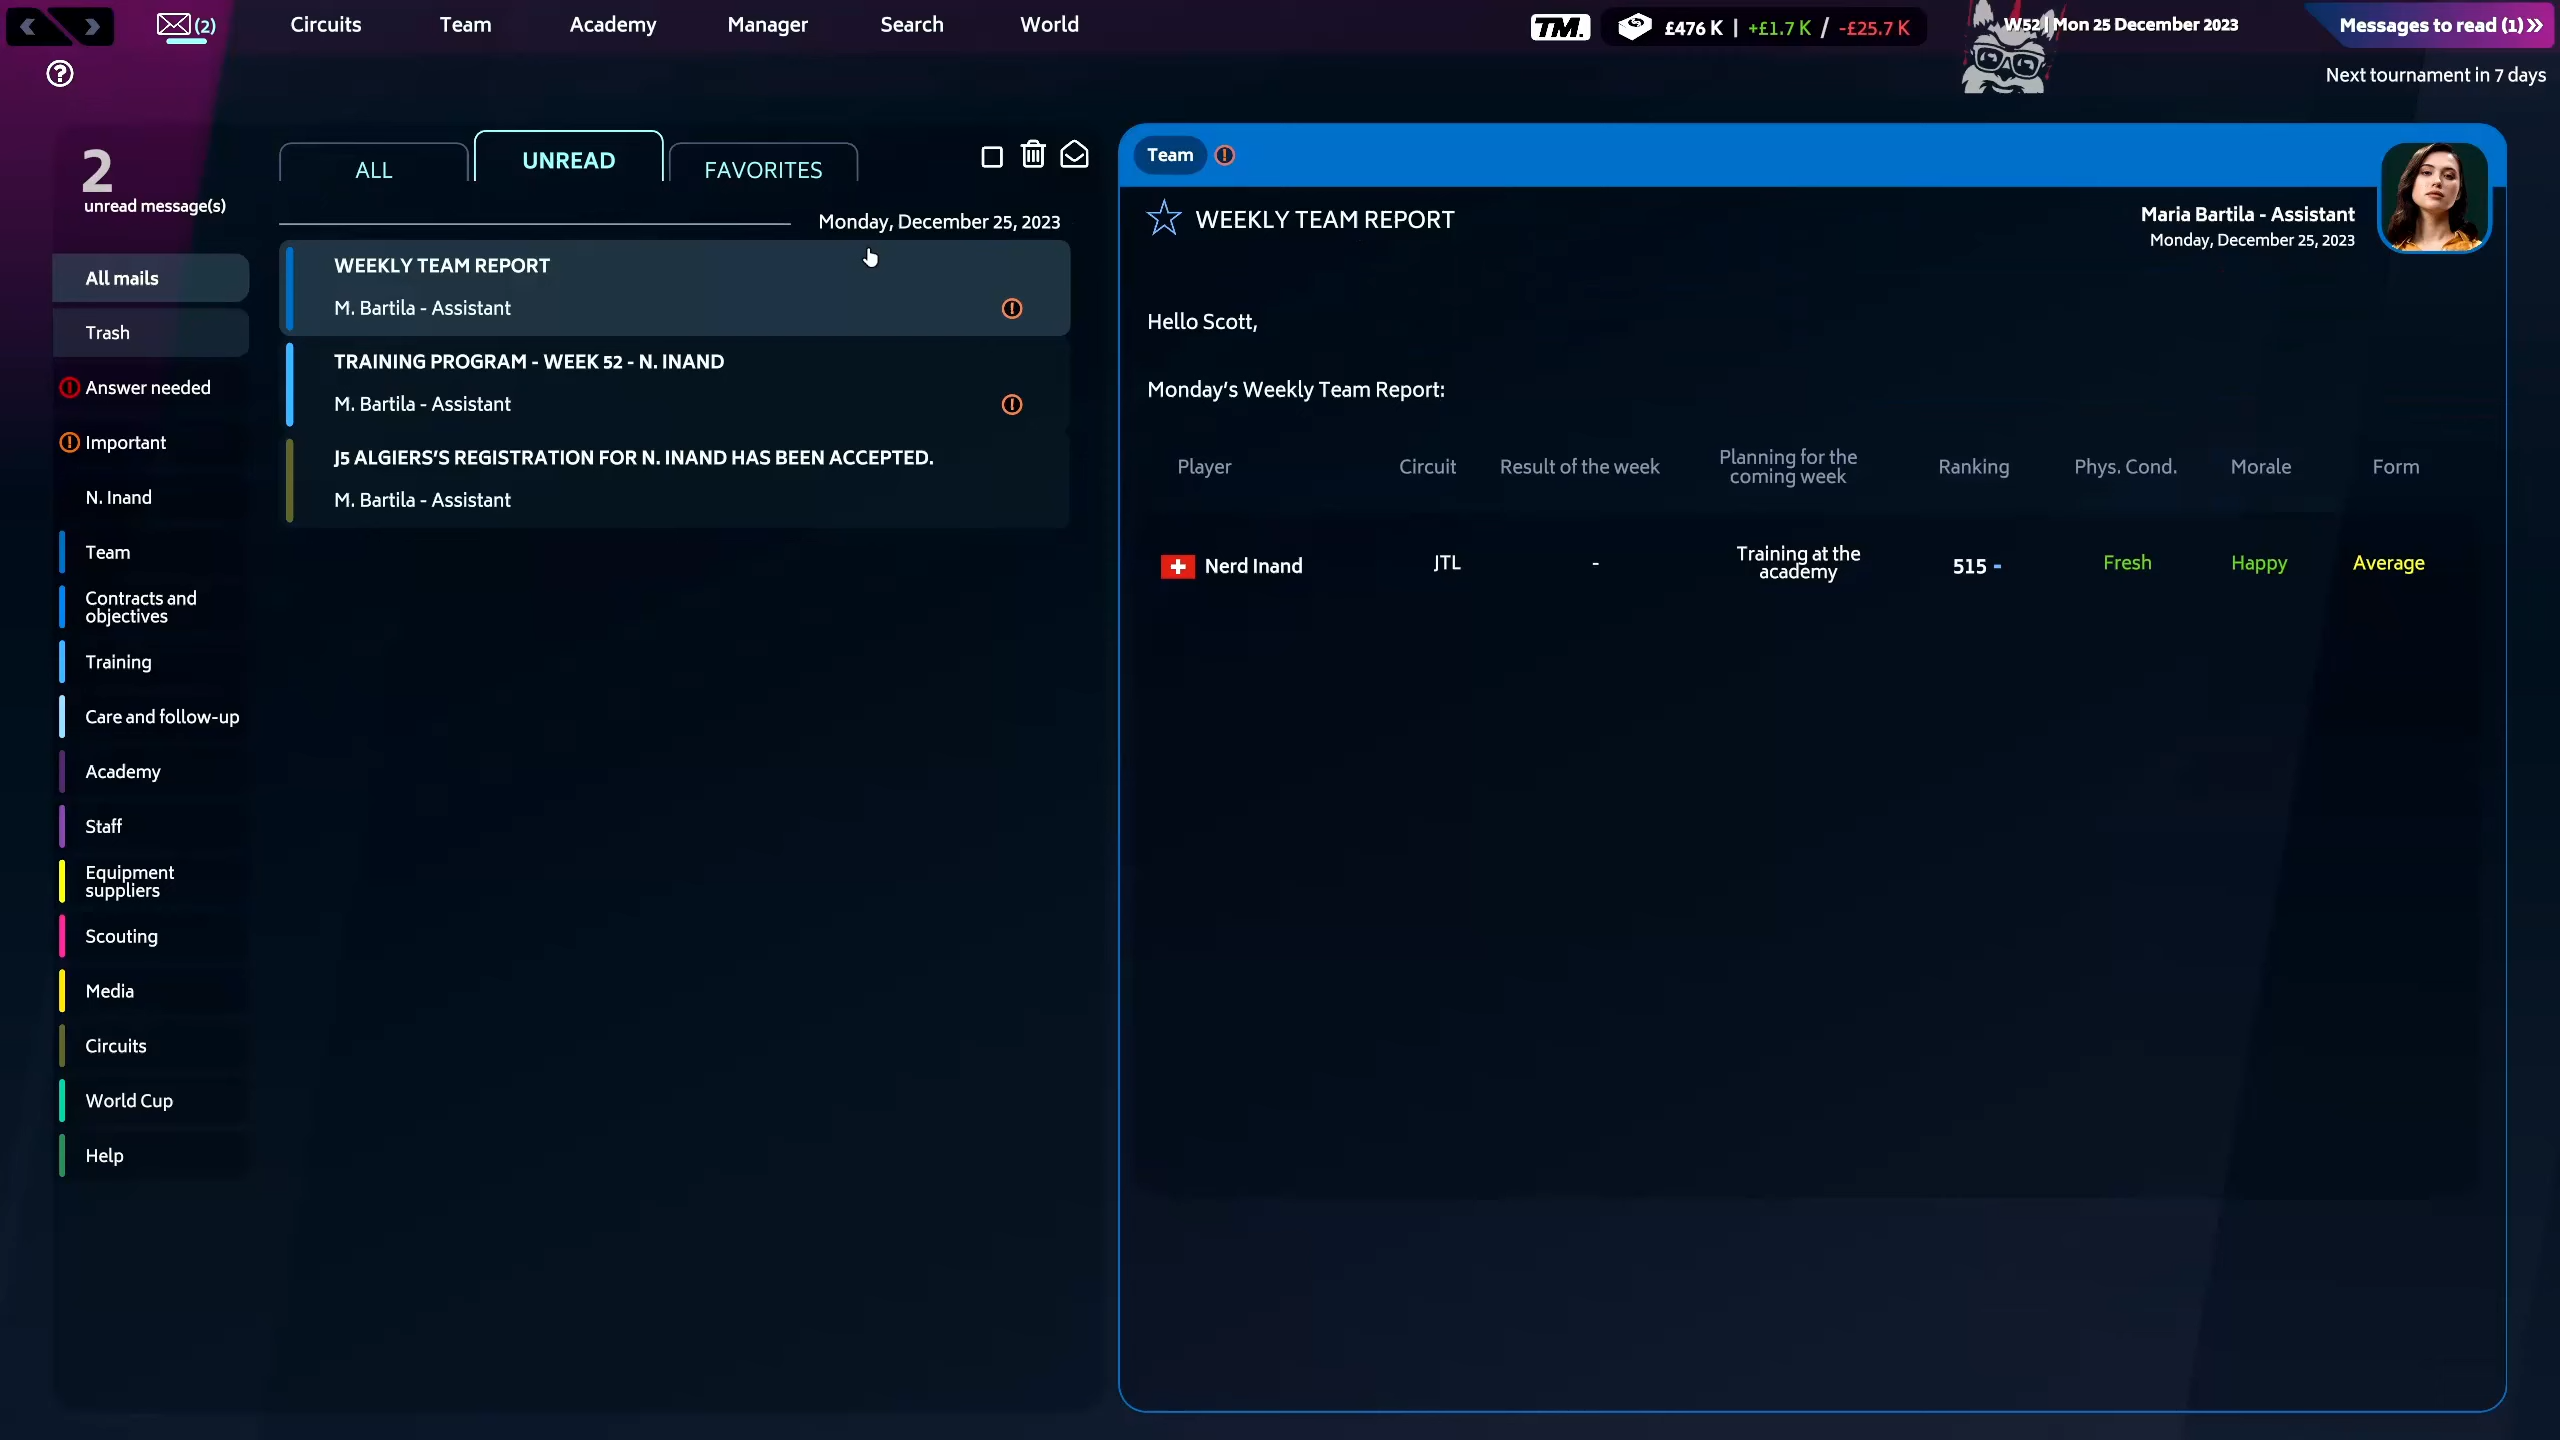 (2)
Circuits
Team
Academy
Manager
Search
World
TM.
£476 K | +£1.7 K / -£25.7 K
W52 | Mon 25 December 2023
Messages to read (1)
Next tournament in 7 days
2
unread message(s)
All mails
Trash
Answer needed
Important
N. Inand
Team
Contracts and
objectives
Training
Care and follow-up
Academy
Staff
Equipment
suppliers
Scouting
Media
Circuits
World Cup
Help
ALL
UNREAD
FAVORITES
Monday, December 25, 2023
WEEKLY TEAM REPORT
M. Bartila - Assistant
TRAINING PROGRAM - WEEK 52 - N. INAND
M. Bartila - Assistant
J5 ALGIERS'S REGISTRATION FOR N. INAND HAS BEEN ACCEPTED.
M. Bartila - Assistant
Team
WEEKLY TEAM REPORT
Maria Bartila - Assistant
Monday, December 25, 2023
Hello Scott,
Monday's Weekly Team Report:
Player
Circuit
Result of the week
Planning for the
coming week
Ranking
Phys. Cond.
Morale
Form
Nerd Inand
JTL
-
Training at the
academy
515 -
Fresh
Happy
Average